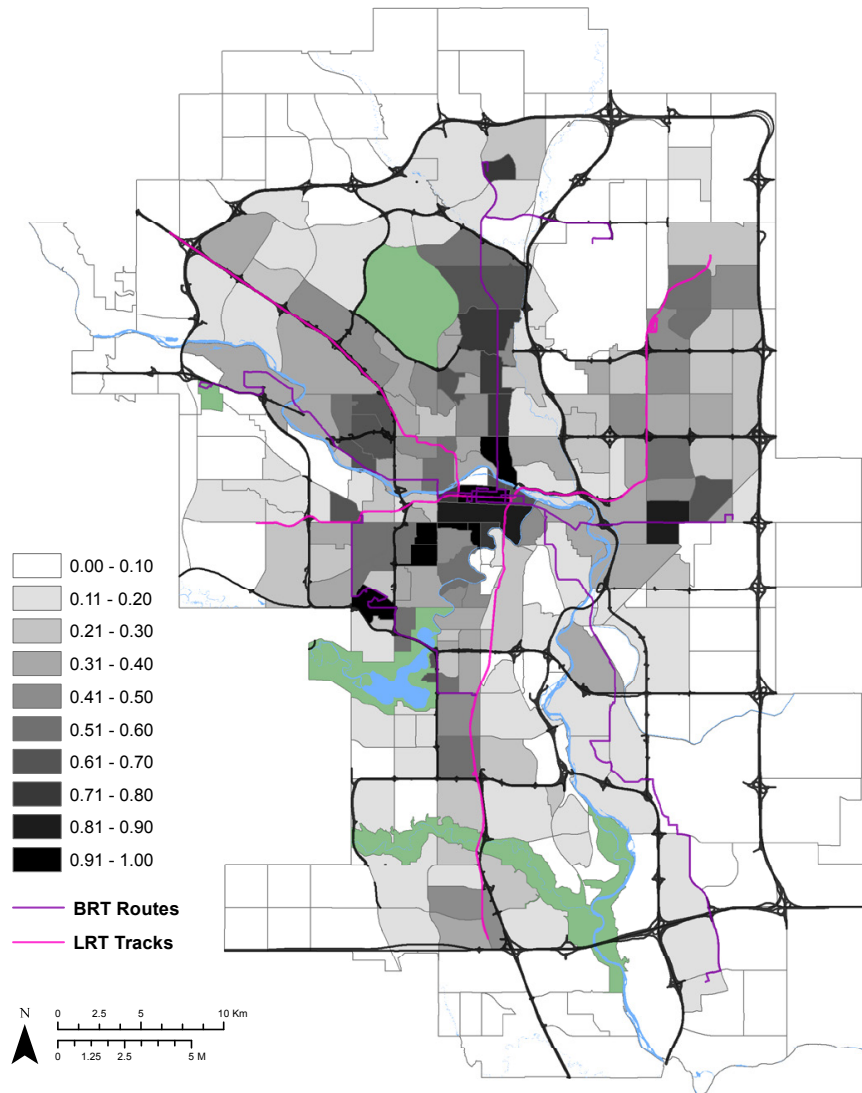 0.00 - 0.10
0.11 - 0.20
0.21 - 0.30
0.31 - 0.40
0.41 - 0.50
0.51 - 0.60
0.61 - 0.70
0.71 - 0.80
0.81 - 0.90
0.91 - 1.00
BRT Routes
LRT Tracks
N
0 2.5 5 10 Km
0 1.25 2.5 5 M